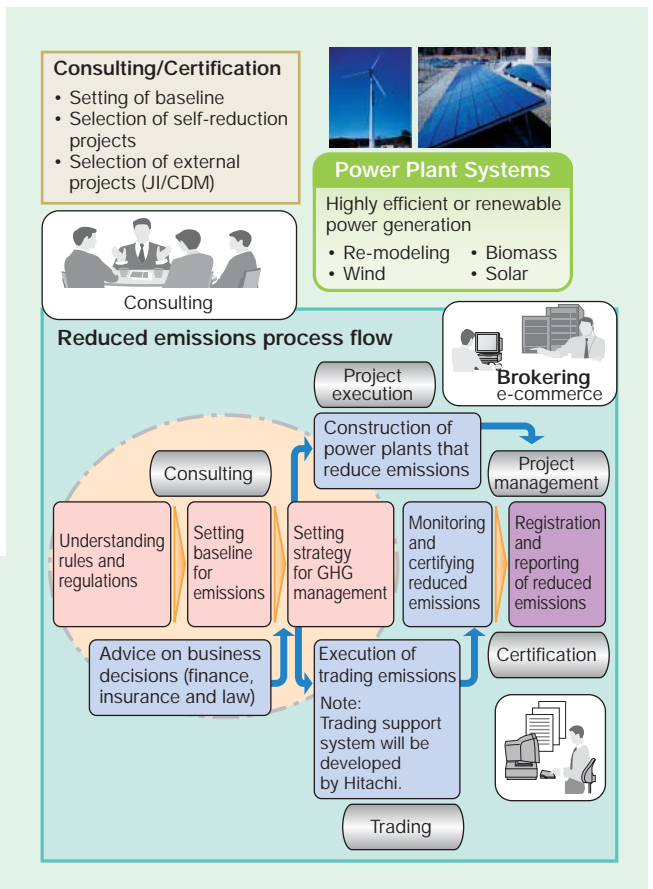 Consulting/Certification
• Setting of baseline
• Selection of self-reduction
projects
• Selection of external
projects (JI/CDM)
Power Plant Systems
Highly efficient or renewable
power generation
• Re-modeling • Biomass
• Wind • Solar
Consulting
Reduced emissions process flow
Brokering
e-commerce
Project
execution
Construction of
power plants that
reduce emissions
Consulting
Project
management
Understanding
rules and
regulations
Setting
baseline
for
emissions
Setting
strategy
for GHG
management
Monitoring
and
certifying
reduced
emissions
Registration
and
reporting
of reduced
emissions
Advice on business
decisions (finance,
insurance and law)
Execution of
trading emissions
Note:
Trading support
system will be
developed
by Hitachi.
Certification
Trading